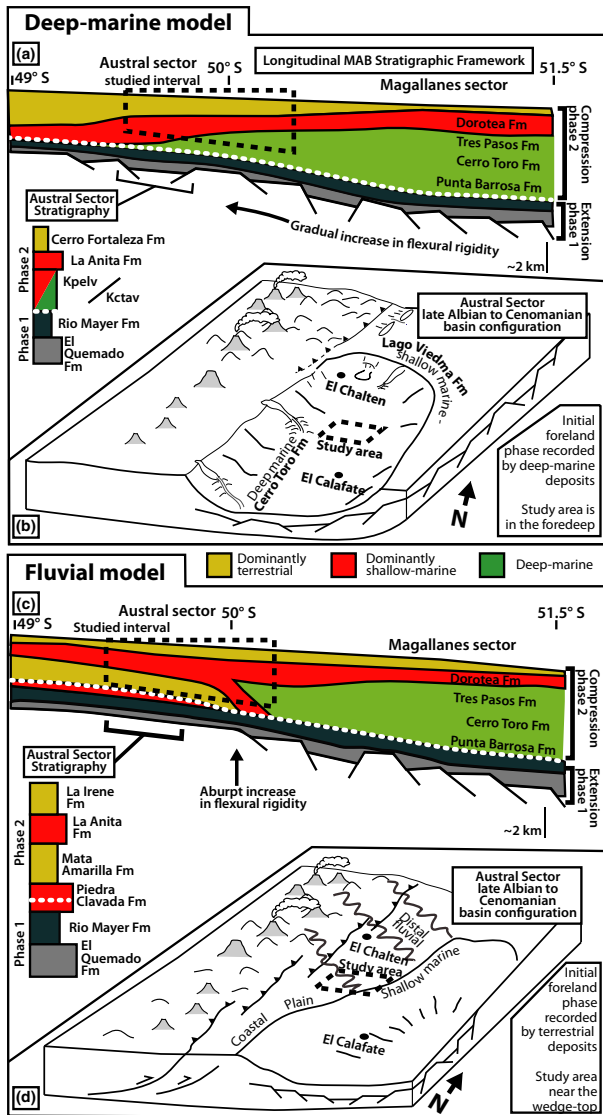 Deep-marine model
(a)
Austral sector
Longitudinal MAB Stratigraphic Framework
49° S
studied interval
50° S
Magallanes sector
51.5° S
Dorotea Fm
Tres Pasos Fm
Cerro Toro Fm
Punta Barrosa Fm
Compression
phase 2
Extension
phase 1
Austral Sector
Stratigraphy
Gradual increase in flexural rigidity
~2 km
Phase 2
Cerro Fortaleza Fm
La Anita Fm
Kpelv
Kctav
Phase 1
Rio Mayer Fm
El
Quemado
Fm
Austral Sector
late Albian to Cenomanian
basin configuration
Lago Viedma Fm
shallow marine -
El Chalten
Study area
Deep marine
Cerro Toro Fm
El Calafate
N
Initial
foreland
phase recorded
by deep-marine
deposits
Study area is
in the foredeep
(b)
Fluvial model
Dominantly
terrestrial
Dominantly
shallow-marine
Deep-marine
(c)
49° S
Austral sector
Studied interval
50° S
Magallanes sector
51.5° S
Dorotea Fm
Tres Pasos Fm
Cerro Toro Fm
Punta Barrosa Fm
Compression
phase 2
Extension
phase 1
Austral Sector
Stratigraphy
Aburpt increase
in flexural rigidity
~2 km
Phase 2
La Irene
Fm
La Anita
Fm
Mata
Amarilla Fm
Piedra
Clavada Fm
Phase 1
Rio Mayer Fm
El
Quemado
Fm
Austral Sector
late Albian to
Cenomanian
basin configuration
Distal
fluvial
El Chalten
Study area
Shallow marine
Coastal Plain
El Calafate
N
Initial
foreland
phase
recorded
by terrestrial
deposits
Study area
near the
wedge-top
(d)